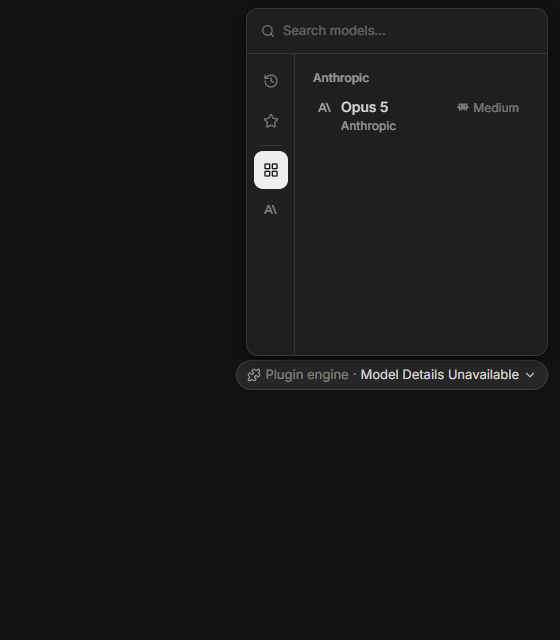 Search models...
Anthropic
Opus 5
Medium
Anthropic
Plugin engine · Model Details Unavailable